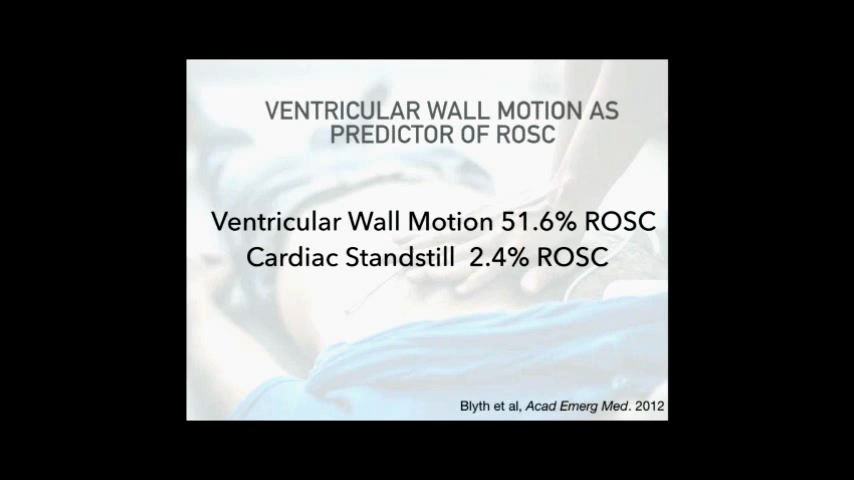 VENTRICULAR WALL MOTION AS
PREDICTOR OF ROSC
Ventricular Wall Motion 51.6% ROSC
Cardiac Standstill 2.4% ROSC
Blyth et al, Acad Emerg Med. 2012